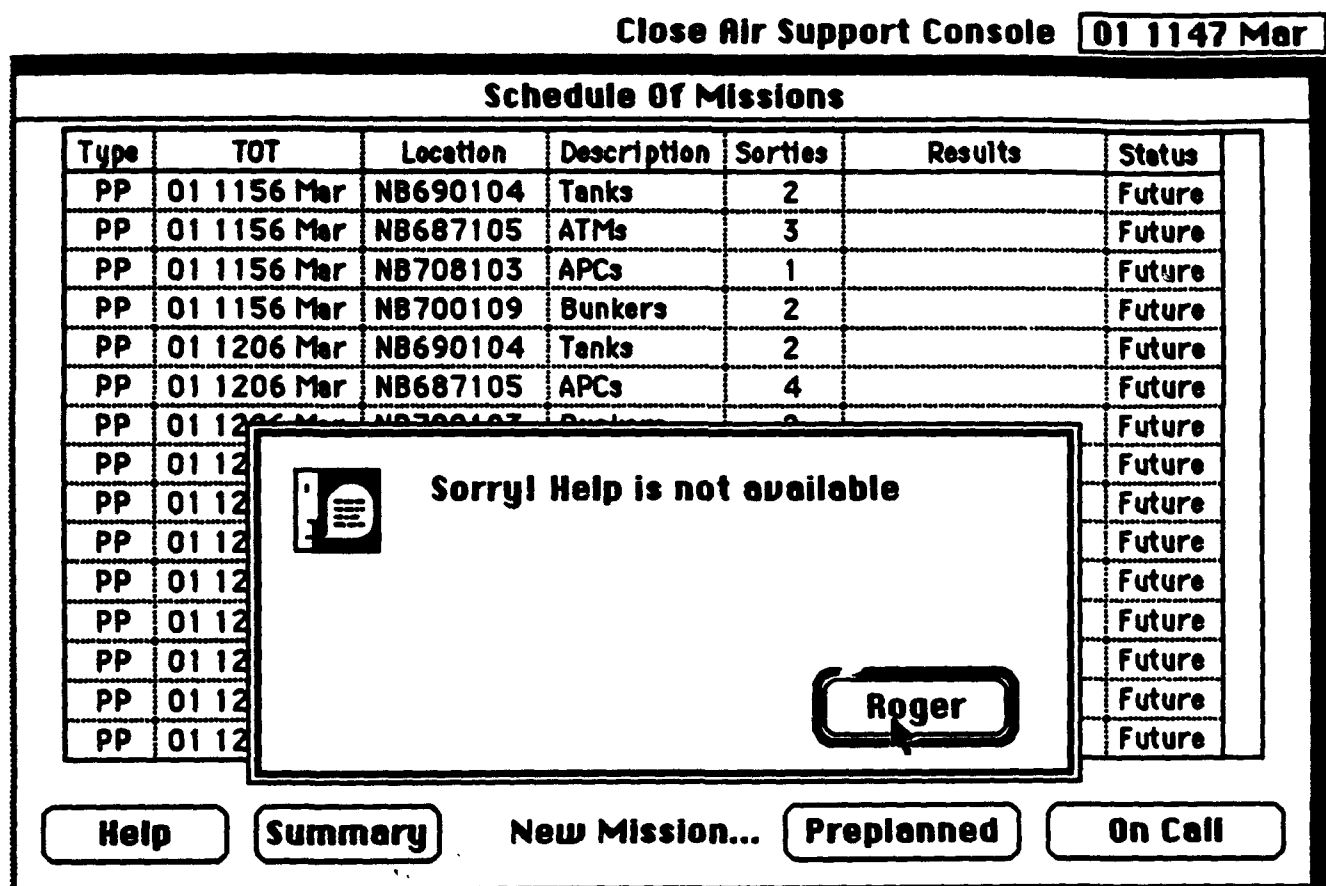 Close Air Support Console 01 1147 Mar
Schedule Of Missions
Type TOT Location Description Sorties Results Status
PP 01 1156 Mar NB690104 Tanks 2 Future
PP 01 1156 Mar NB687105 ATMs 3 Future
PP 01 1156 Mar NB708103 APCs 1 Future
PP 01 1156 Mar NB700109 Bunkers 2 Future
PP 01 1206 Mar NB690104 Tanks 2 Future
PP 01 1206 Mar NB687105 APCs 4 Future
PP 01 12 Future
PP 01 12 Future
PP 01 12 Future
PP 01 12 Future
PP 01 12 Future
PP 01 12 Future
PP 01 12 Future
PP 01 12 Future
PP 01 12 Future
Sorry! Help is not available
Roger
Help Summary New Mission... Preplanned On Call